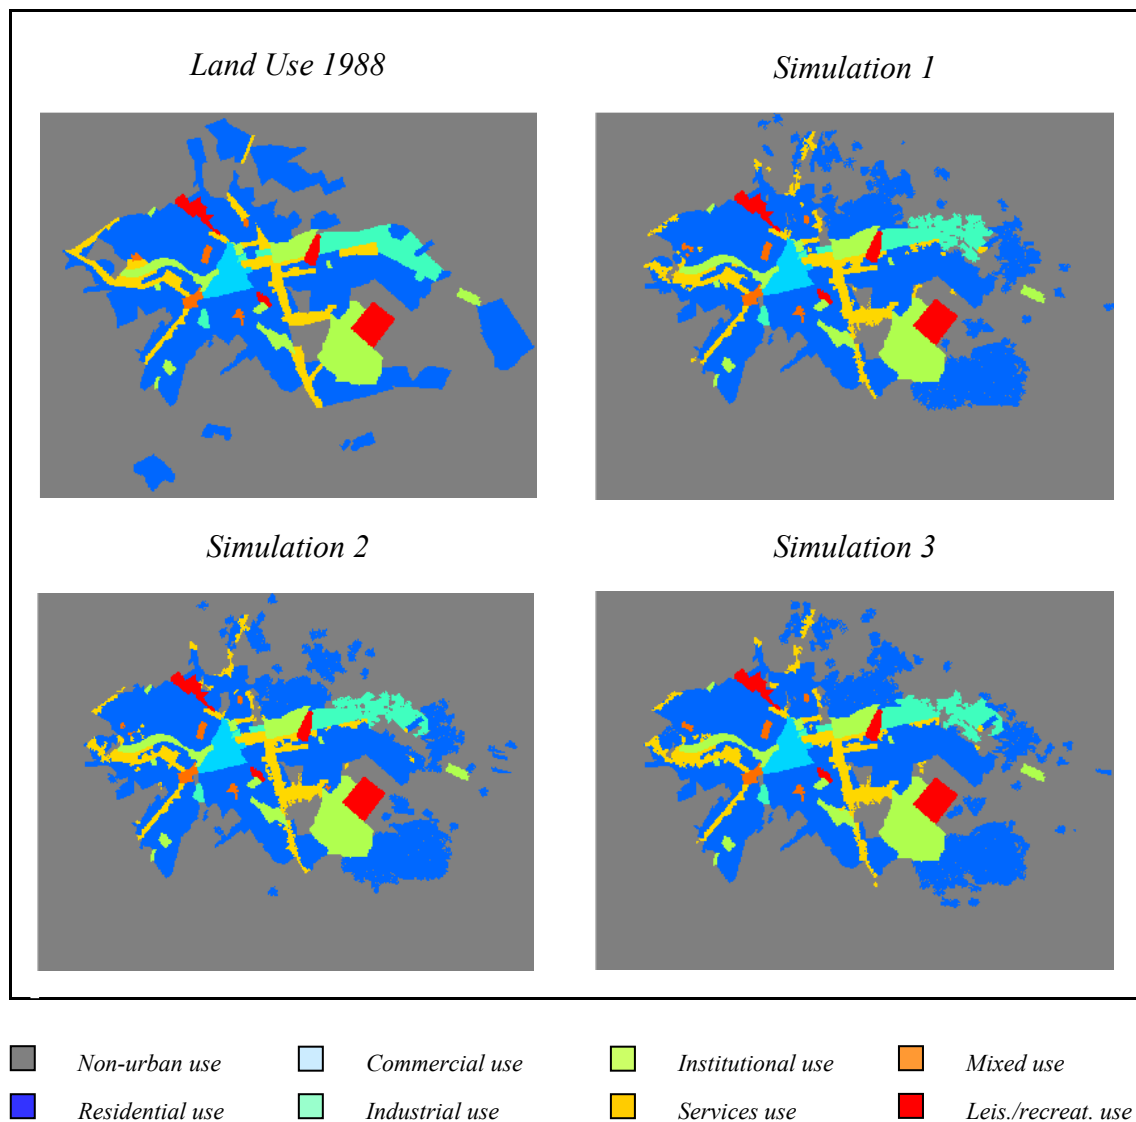 Land Use 1988
Simulation 1
Simulation 2
Simulation 3
Non-urban use
Commercial use
Institutional use
Mixed use
Residential use
Industrial use
Services use
Leis./recreat. use